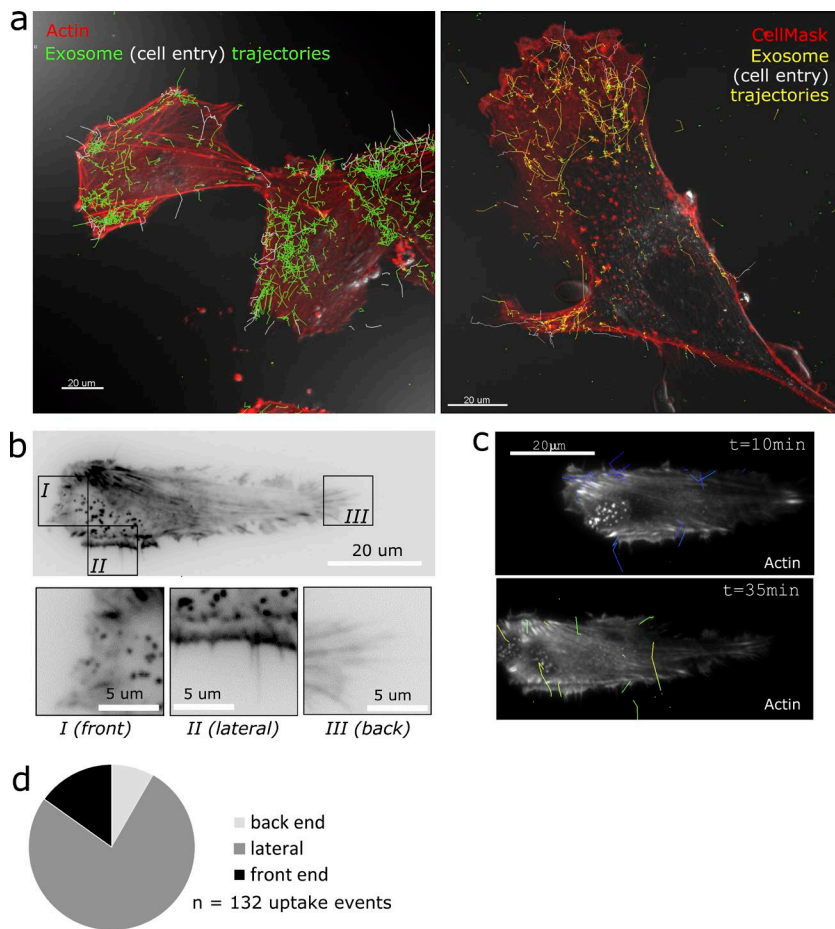 a
Actin
Exosome (cell entry) trajectories
20 um
CellMask
Exosome
(cell entry)
trajectories
20 um
b
I
II
III
20 um
5 um
5 um
5 um
I (front)
II (lateral)
III (back)
c
20µm
t=10min
Actin
t=35min
Actin
d
back end
lateral
front end
n = 132 uptake events